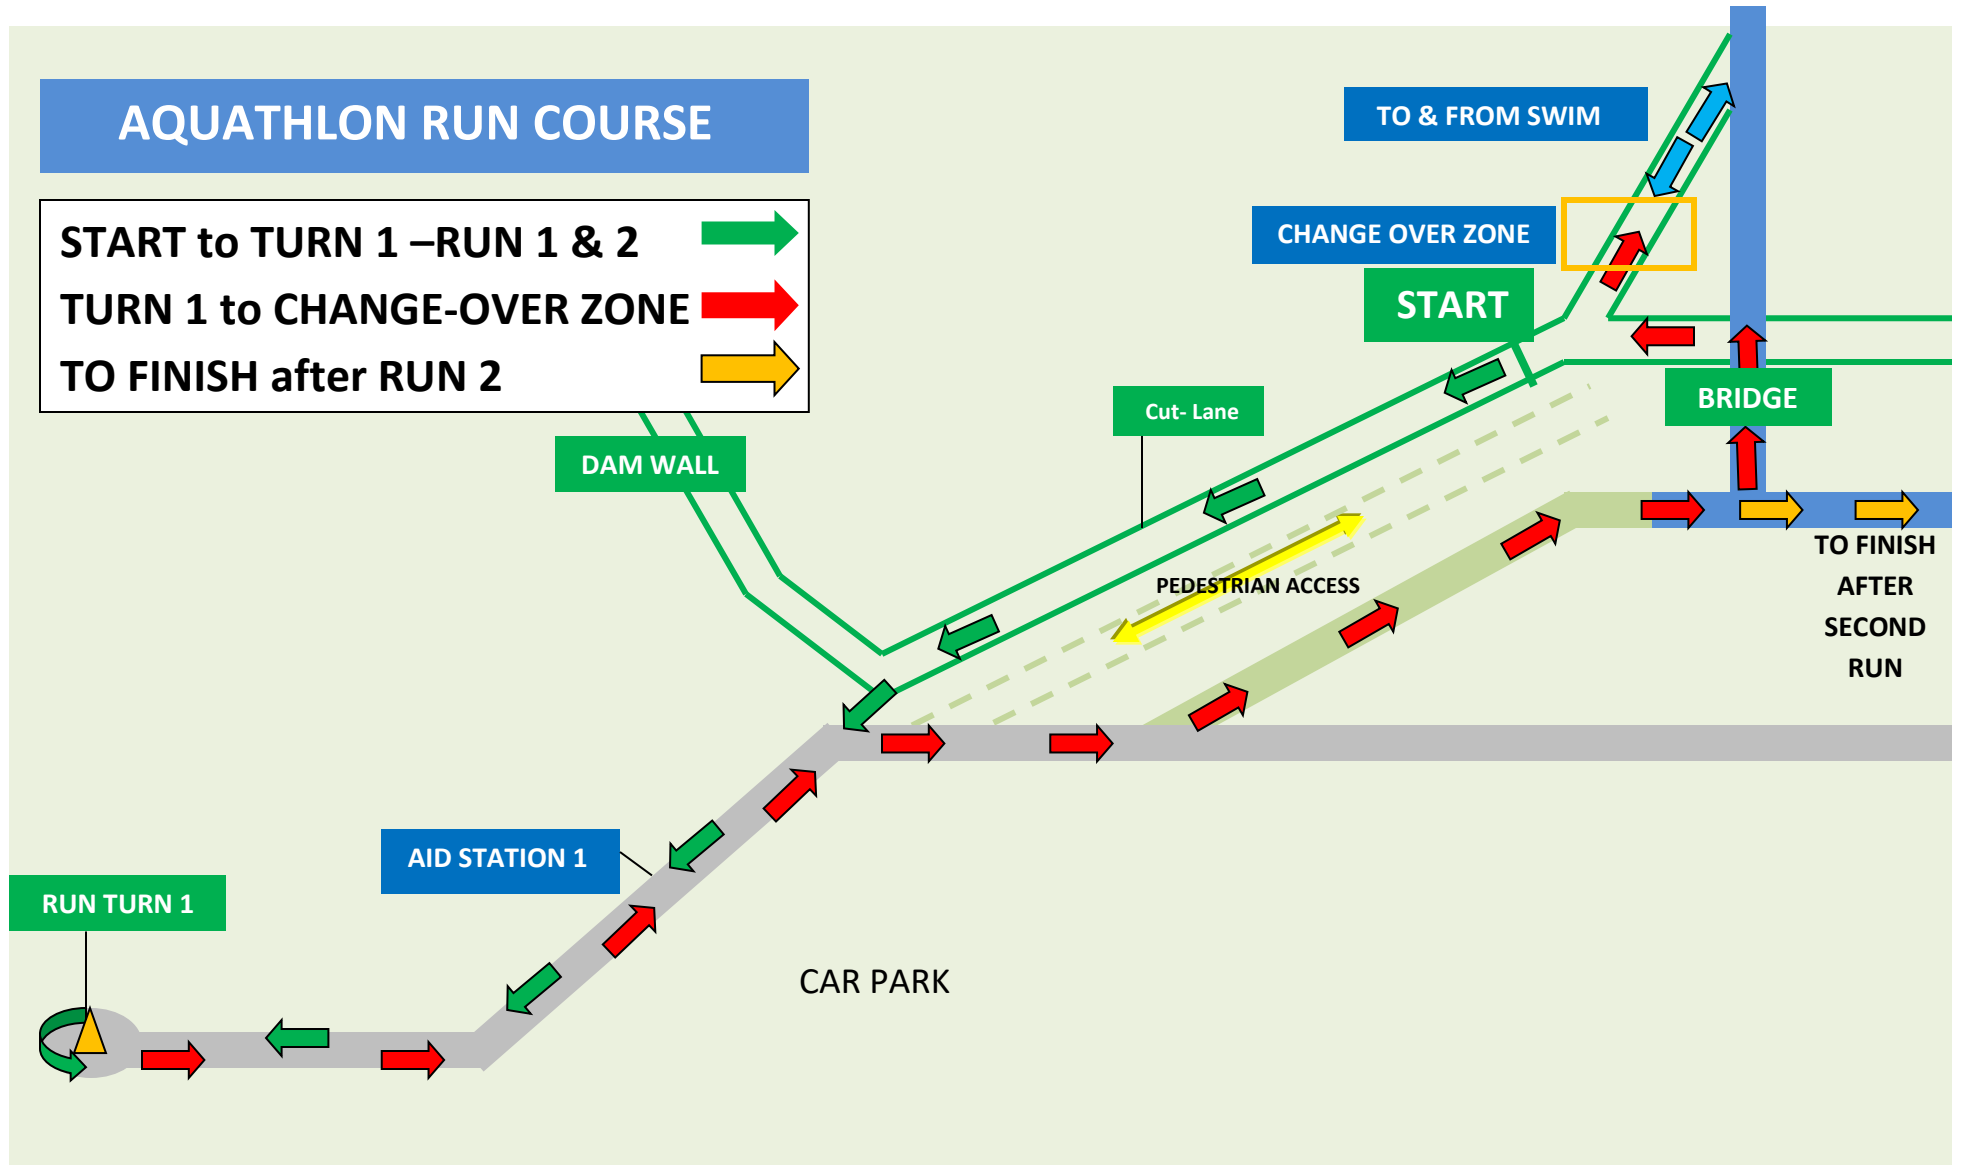 AQUATHLON RUN COURSE
START to TURN 1 –RUN 1 & 2
TURN 1 to CHANGE-OVER ZONE
TO FINISH after RUN 2
TO & FROM SWIM
CHANGE OVER ZONE
START
Cut- Lane
BRIDGE
DAM WALL
PEDESTRIAN ACCESS
TO FINISH
AFTER
SECOND
RUN
AID STATION 1
RUN TURN 1
CAR PARK